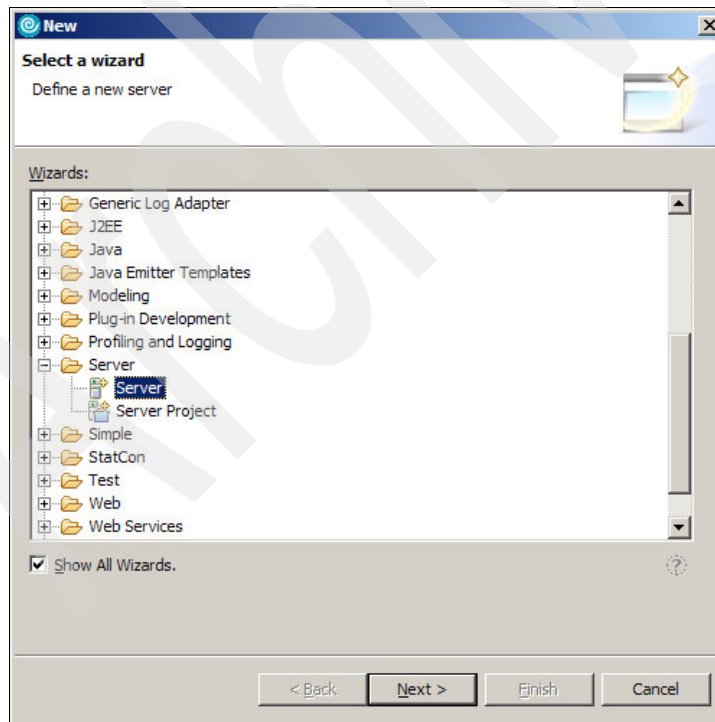 New
Select a wizard
Define a new server
Wizards:
Generic Log Adapter
J2EE
Java
Java Emitter Templates
Modeling
Plug-in Development
Profiling and Logging
Server
Server
Server Project
Simple
StatCon
Test
Web
Web Services
Show All Wizards.
?
< Back Next > Finish Cancel